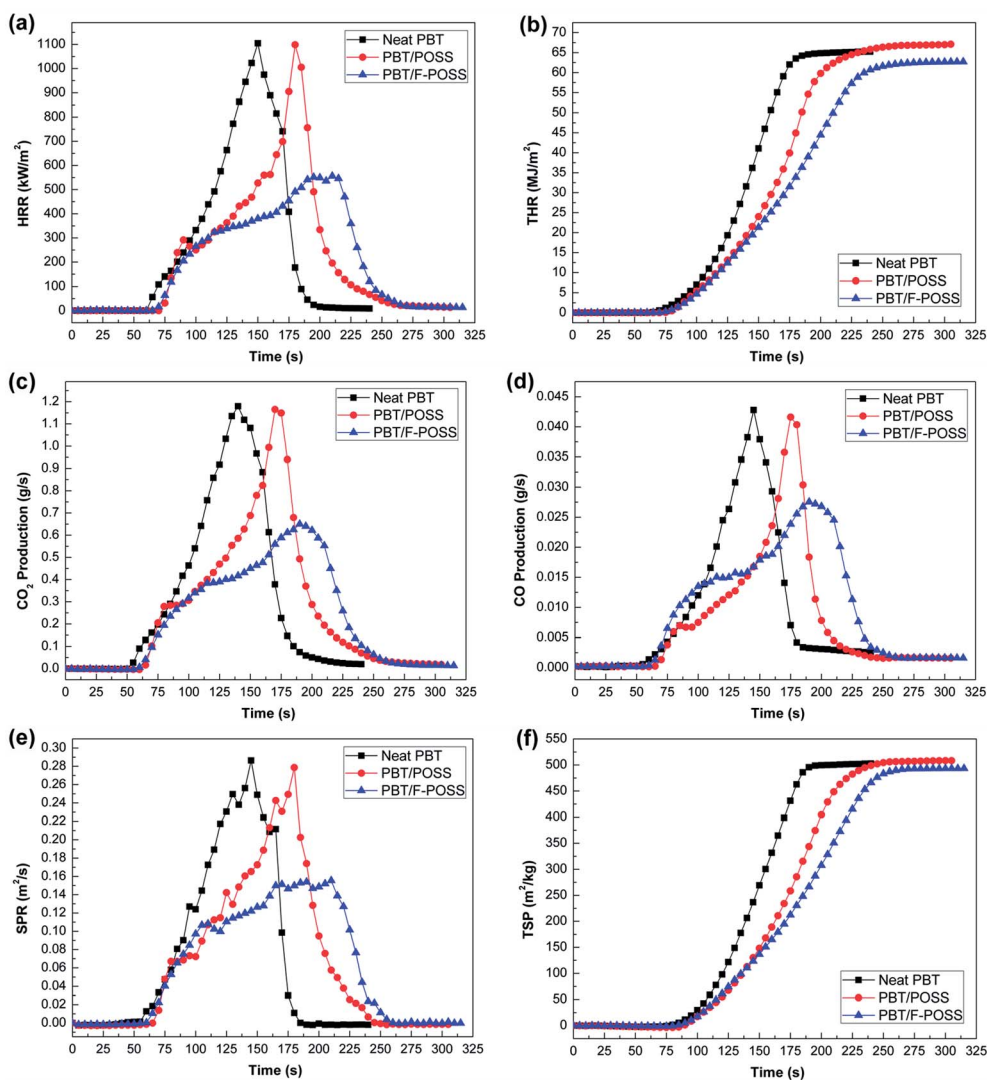 (a)
Neat PBT
PBT/POSS
PBT/F-POSS
HRR (kW/m²)
1100
1000
900
800
700
600
500
400
300
200
100
0
0 25 50 75 100 125 150 175 200 225 250 275 300 325
Time (s)
(b)
Neat PBT
PBT/POSS
PBT/F-POSS
THR (MJ/m²)
75
70
65
60
55
50
45
40
35
30
25
20
15
10
5
0
0 25 50 75 100 125 150 175 200 225 250 275 300 325
Time (s)
(c)
Neat PBT
PBT/POSS
PBT/F-POSS
CO₂ Production (g/s)
1.2
1.1
1.0
0.9
0.8
0.7
0.6
0.5
0.4
0.3
0.2
0.1
0.0
0 25 50 75 100 125 150 175 200 225 250 275 300 325
Time (s)
(d)
Neat PBT
PBT/POSS
PBT/F-POSS
CO Production (g/s)
0.045
0.040
0.035
0.030
0.025
0.020
0.015
0.010
0.005
0.000
0 25 50 75 100 125 150 175 200 225 250 275 300 325
Time (s)
(e)
Neat PBT
PBT/POSS
PBT/F-POSS
SPR (m²/s)
0.30
0.28
0.26
0.24
0.22
0.20
0.18
0.16
0.14
0.12
0.10
0.08
0.06
0.04
0.02
0.00
0 25 50 75 100 125 150 175 200 225 250 275 300 325
Time (s)
(f)
Neat PBT
PBT/POSS
PBT/F-POSS
TSP (m²/kg)
550
500
450
400
350
300
250
200
150
100
50
0
0 25 50 75 100 125 150 175 200 225 250 275 300 325
Time (s)